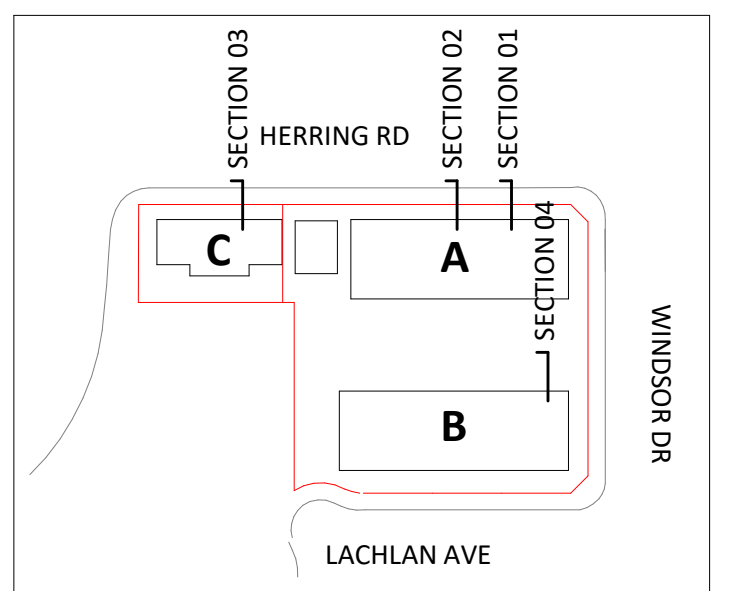 SECTION 03
SECTION 02
SECTION 01
HERRING RD
SECTION 04
C
A
WINDSOR DR
B
LACHLAN AVE